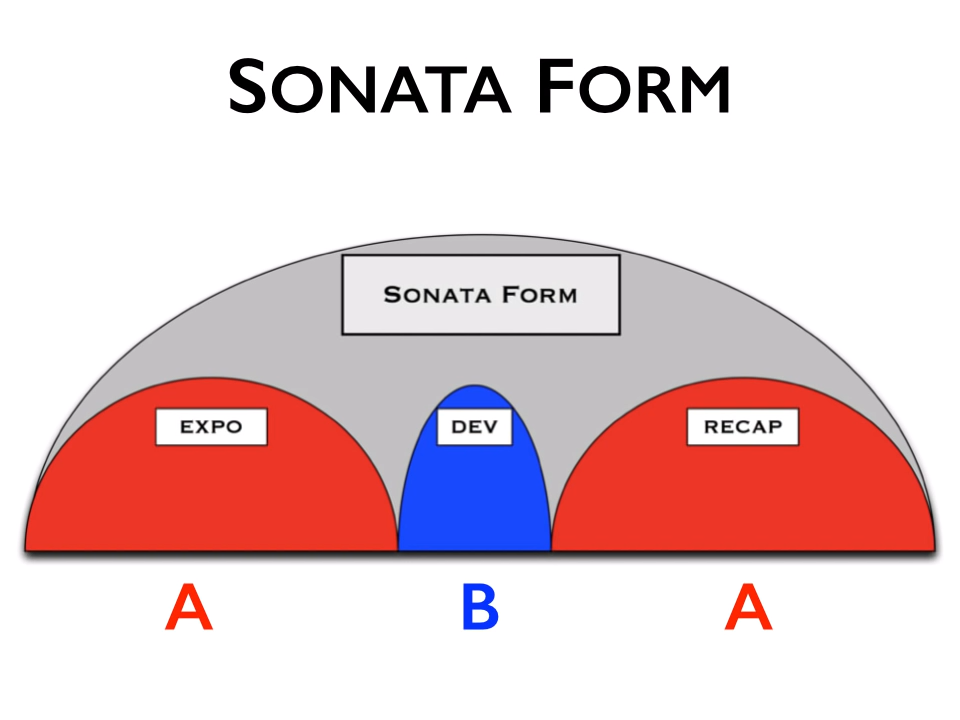 SONATA FORM
SONATA FORM
EXPO
DEV
RECAP
A
B
A